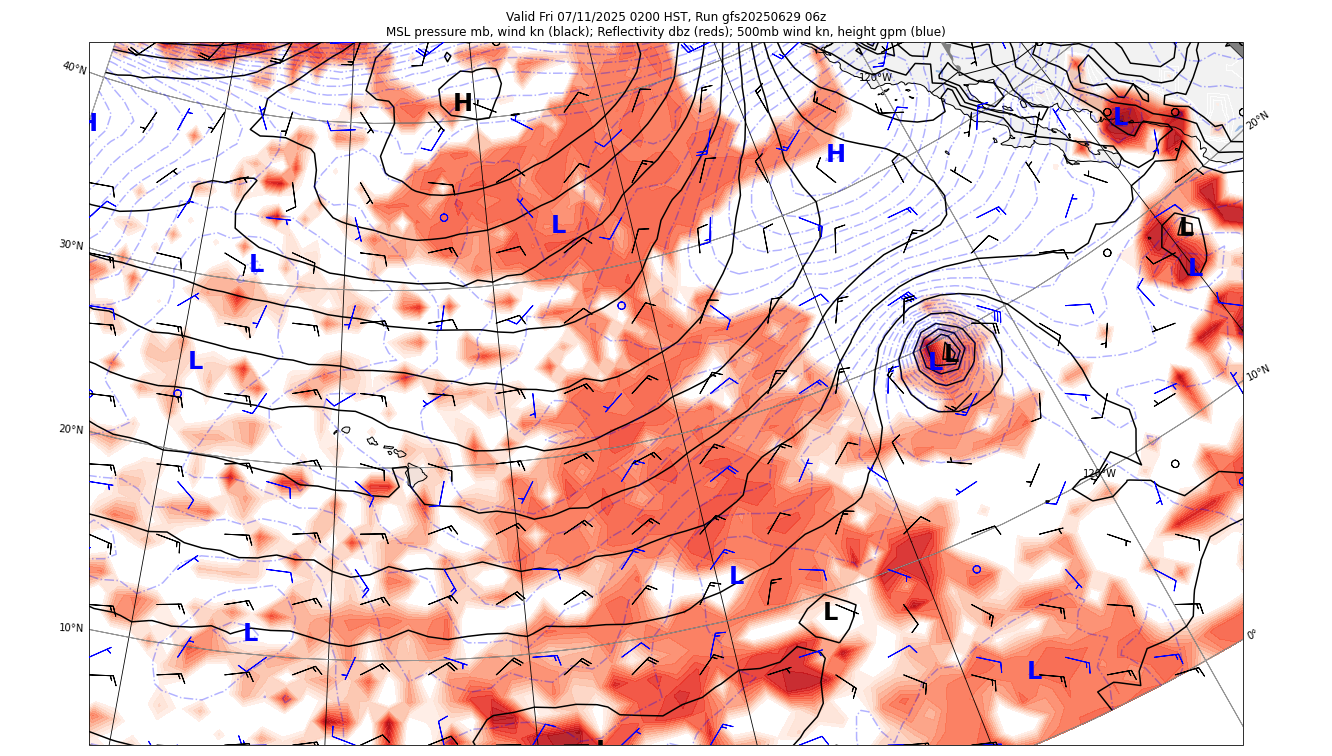 Valid Fri 07/11/2025 0200 HST, Run gfs20250629 06z
MSL pressure mb, wind kn (black); Reflectivity dbz (reds); 500mb wind kn, height gpm (blue)
40°N
120°W
H
H
L
20°N
H
L
L
30°N
L
L
L
L
L
10°N
20°N
120°W
L
L
10°N
L
0°
L
L